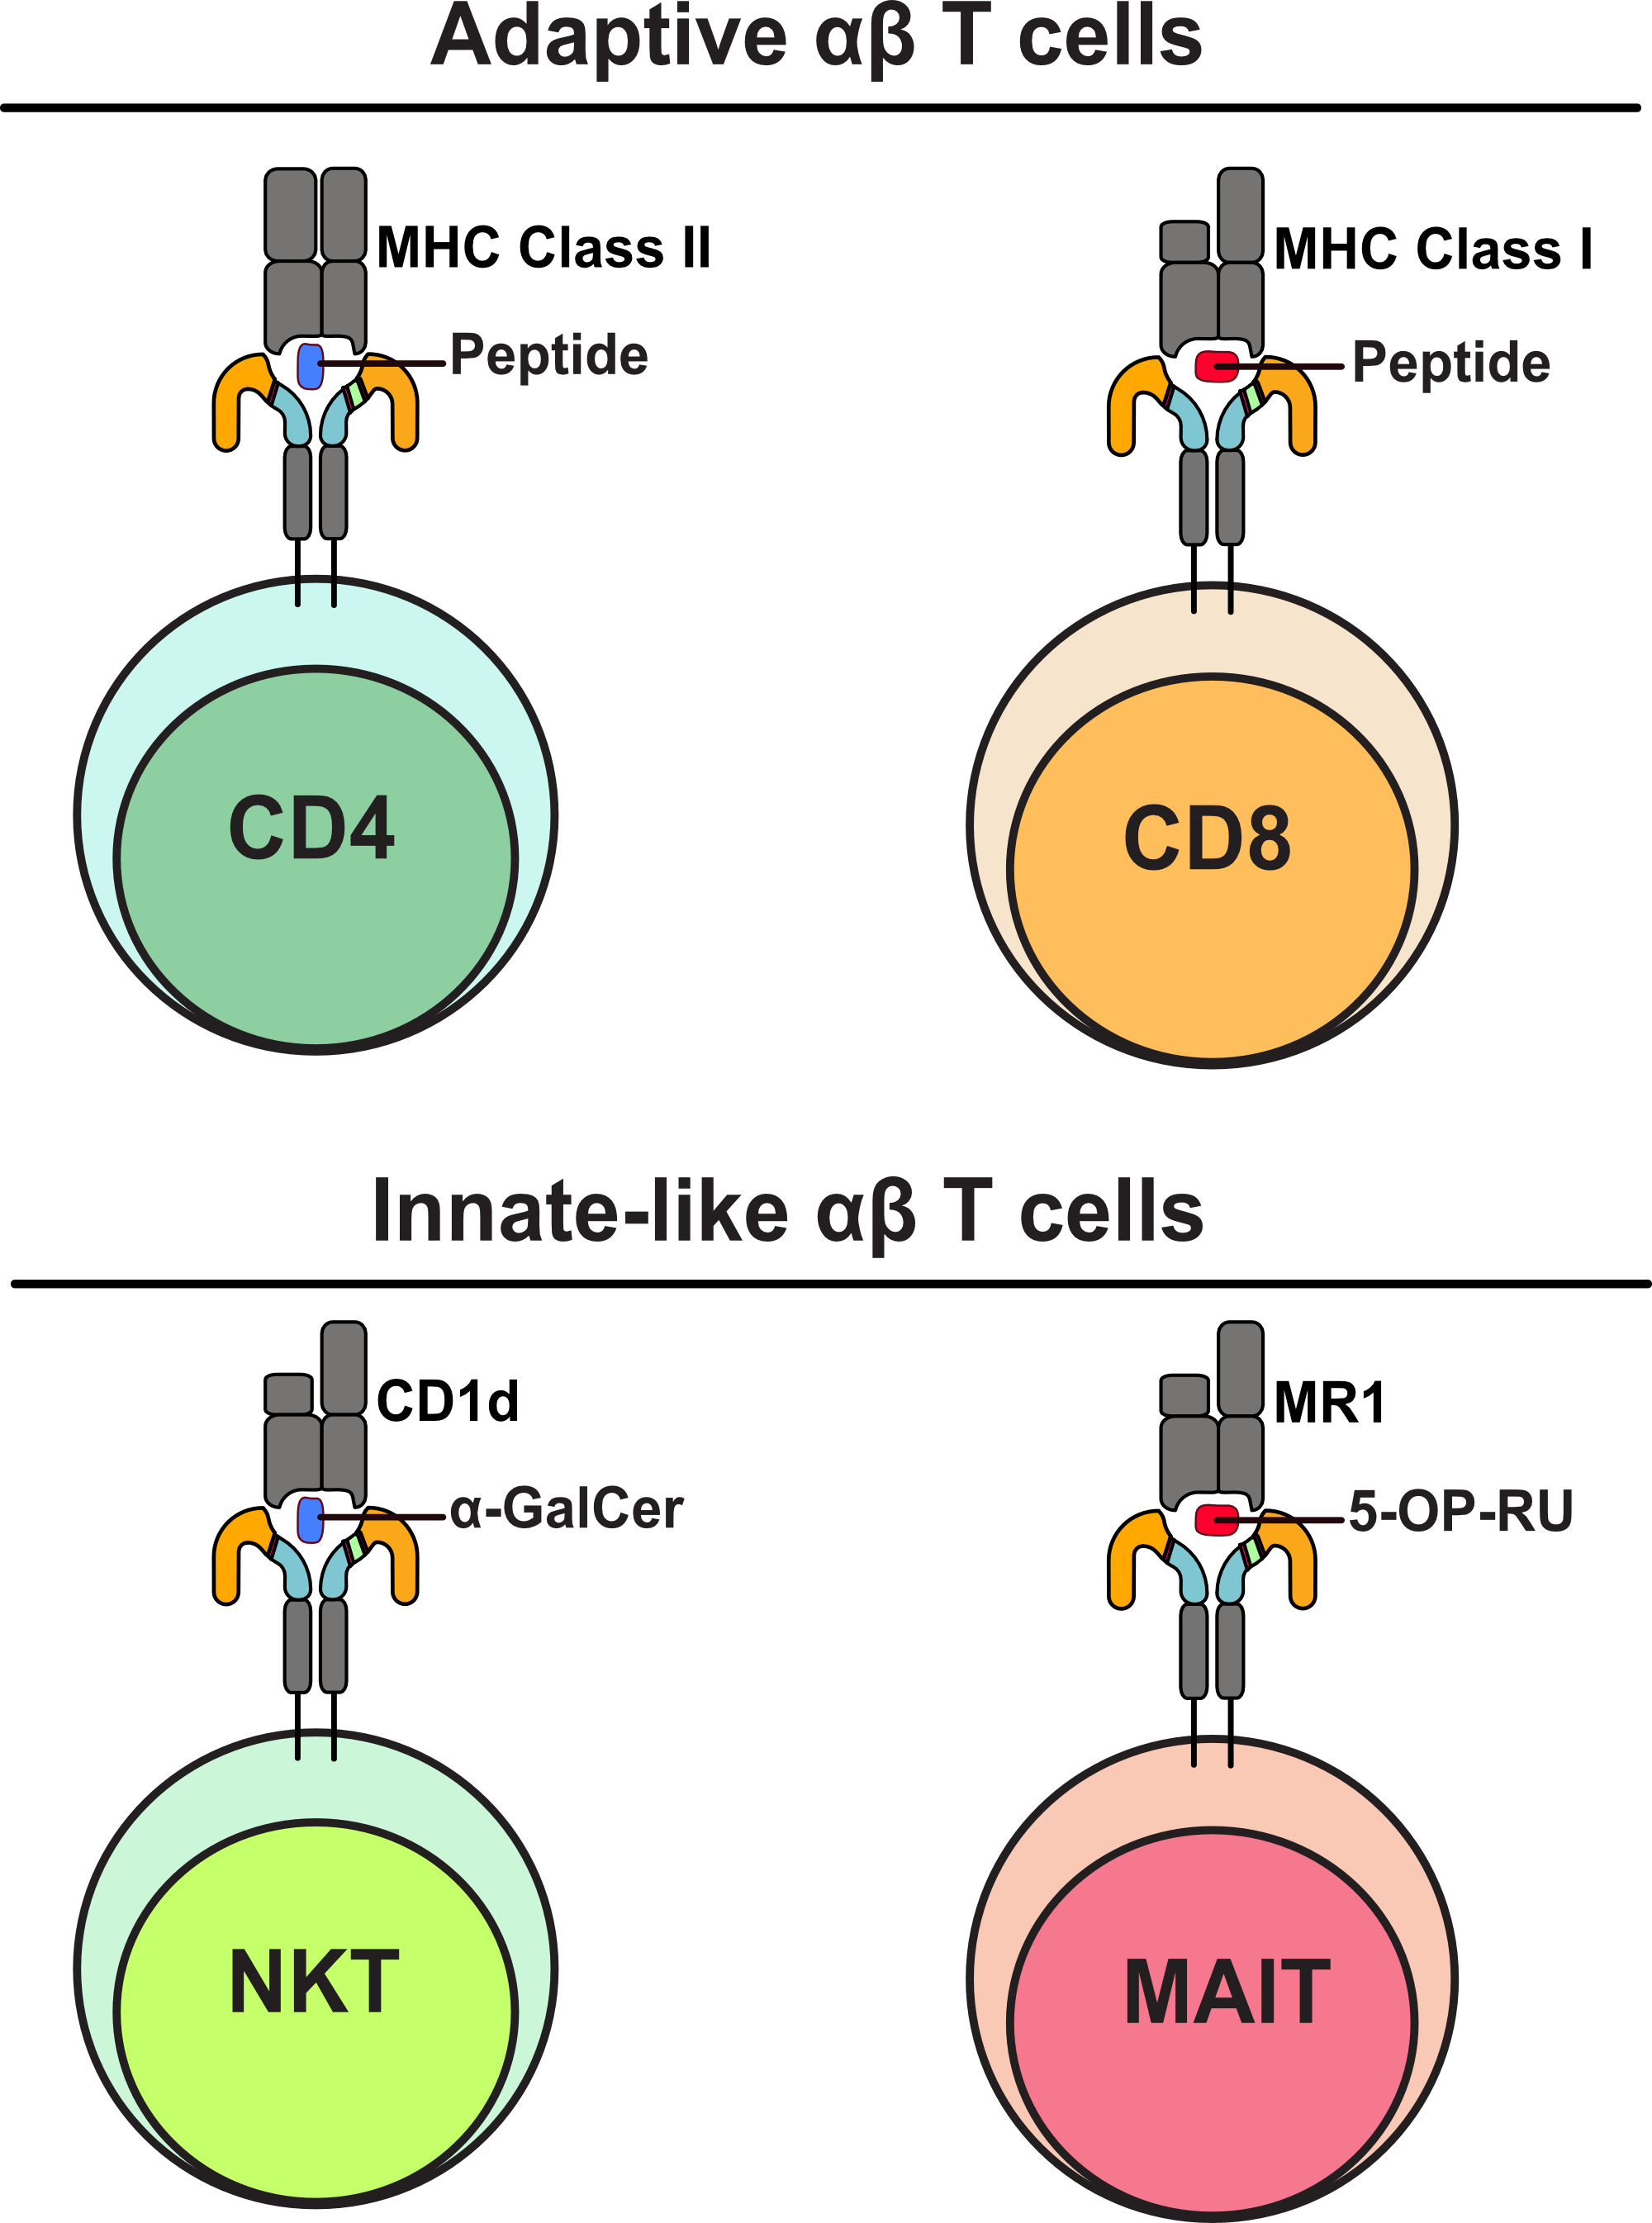 Adaptive αβ T cells
MHC Class II
Peptide
CD4
MHC Class I
Peptide
CD8
Innate-like αβ T cells
CD1d
α-GalCer
NKT
MR1
5-OP-RU
MAIT